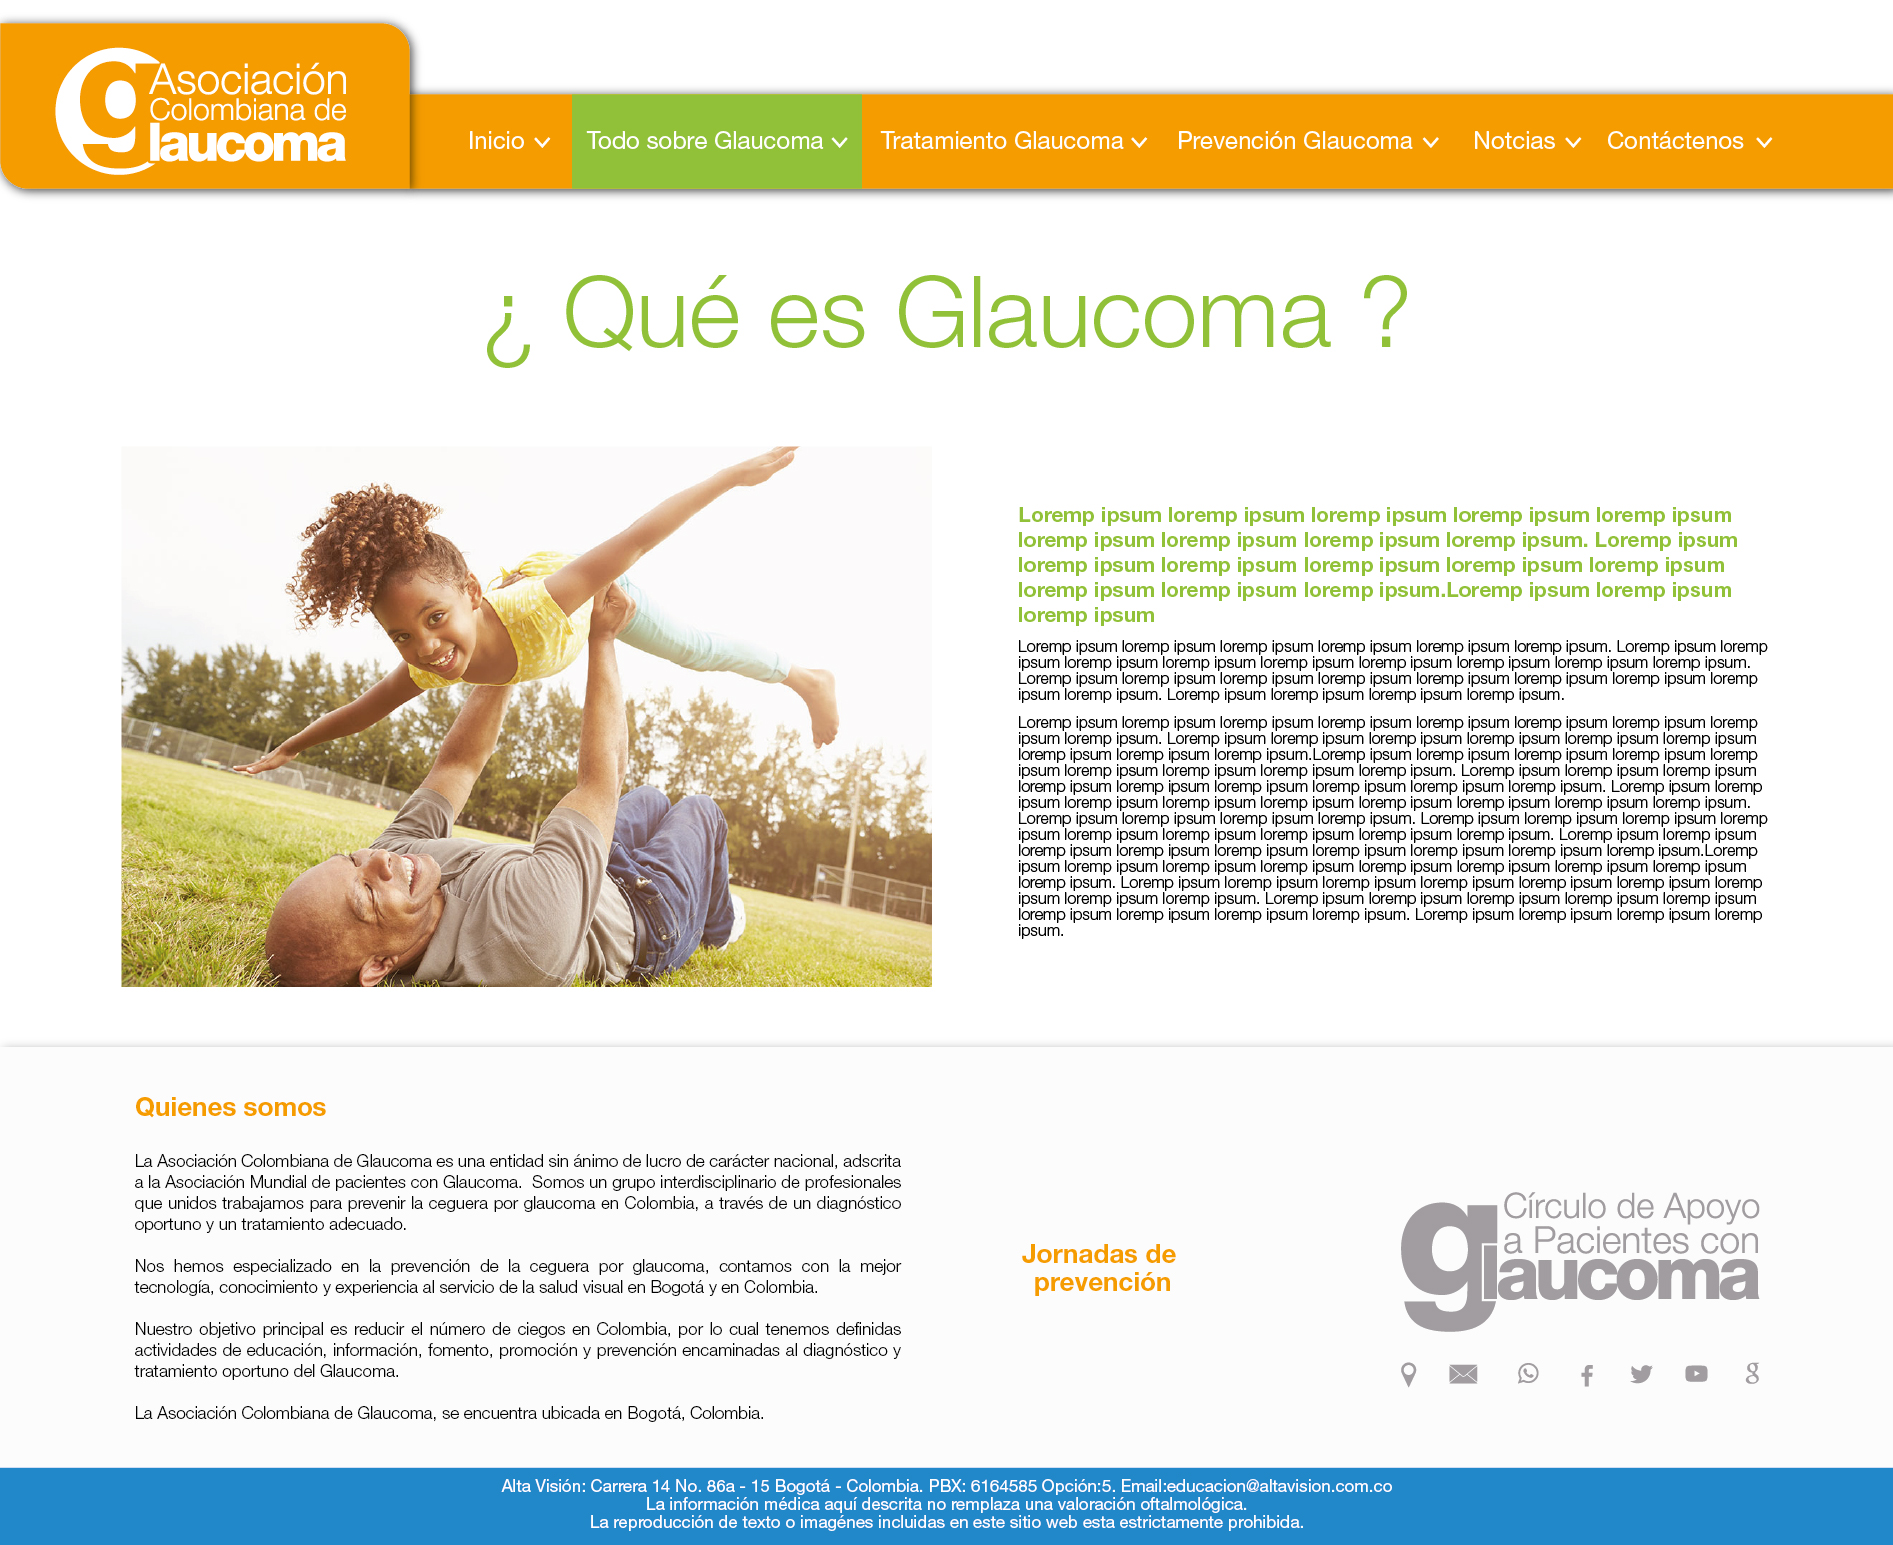 Asociación
Colombiana de
glaucoma
Inicio
Todo sobre Glaucoma
Tratamiento Glaucoma
Prevención Glaucoma
Notcias
Contáctenos
¿ Qué es Glaucoma ?
Loremp ipsum loremp ipsum loremp ipsum loremp ipsum loremp ipsum
loremp ipsum loremp ipsum loremp ipsum loremp ipsum. Loremp ipsum
loremp ipsum loremp ipsum loremp ipsum loremp ipsum loremp ipsum
loremp ipsum loremp ipsum loremp ipsum.Loremp ipsum loremp ipsum
loremp ipsum
Loremp ipsum loremp ipsum loremp ipsum loremp ipsum loremp ipsum loremp ipsum. Loremp ipsum loremp
ipsum loremp ipsum loremp ipsum loremp ipsum loremp ipsum loremp ipsum loremp ipsum loremp ipsum.
Loremp ipsum loremp ipsum loremp ipsum loremp ipsum loremp ipsum loremp ipsum loremp ipsum loremp
ipsum loremp ipsum. Loremp ipsum loremp ipsum loremp ipsum loremp ipsum.
Loremp ipsum loremp ipsum loremp ipsum loremp ipsum loremp ipsum loremp ipsum loremp ipsum loremp
ipsum loremp ipsum. Loremp ipsum loremp ipsum loremp ipsum loremp ipsum loremp ipsum loremp ipsum
loremp ipsum loremp ipsum loremp ipsum.Loremp ipsum loremp ipsum loremp ipsum loremp ipsum loremp
ipsum loremp ipsum loremp ipsum loremp ipsum loremp ipsum. Loremp ipsum loremp ipsum loremp ipsum
loremp ipsum loremp ipsum loremp ipsum loremp ipsum loremp ipsum loremp ipsum. Loremp ipsum loremp
ipsum loremp ipsum loremp ipsum loremp ipsum loremp ipsum loremp ipsum loremp ipsum loremp ipsum.
Loremp ipsum loremp ipsum loremp ipsum loremp ipsum. Loremp ipsum loremp ipsum loremp ipsum loremp
ipsum loremp ipsum loremp ipsum loremp ipsum loremp ipsum loremp ipsum. Loremp ipsum loremp ipsum
loremp ipsum loremp ipsum loremp ipsum loremp ipsum loremp ipsum loremp ipsum loremp ipsum.Loremp
ipsum loremp ipsum loremp ipsum loremp ipsum loremp ipsum loremp ipsum loremp ipsum loremp ipsum
loremp ipsum. Loremp ipsum loremp ipsum loremp ipsum loremp ipsum loremp ipsum loremp ipsum loremp
ipsum loremp ipsum loremp ipsum. Loremp ipsum loremp ipsum loremp ipsum loremp ipsum loremp ipsum
loremp ipsum loremp ipsum loremp ipsum loremp ipsum. Loremp ipsum loremp ipsum loremp ipsum loremp
ipsum.
Quienes somos
La Asociación Colombiana de Glaucoma es una entidad sin ánimo de lucro de carácter nacional, adscrita
a la Asociación Mundial de pacientes con Glaucoma. Somos un grupo interdisciplinario de profesionales
que unidos trabajamos para prevenir la ceguera por glaucoma en Colombia, a través de un diagnóstico
oportuno y un tratamiento adecuado.
Nos hemos especializado en la prevención de la ceguera por glaucoma, contamos con la mejor
tecnología, conocimiento y experiencia al servicio de la salud visual en Bogotá y en Colombia.
Nuestro objetivo principal es reducir el número de ciegos en Colombia, por lo cual tenemos definidas
actividades de educación, información, fomento, promoción y prevención encaminadas al diagnóstico y
tratamiento oportuno del Glaucoma.
La Asociación Colombiana de Glaucoma, se encuentra ubicada en Bogotá, Colombia.
Jornadas de
prevención
Círculo de Apoyo
a Pacientes con
glaucoma
Alta Visión: Carrera 14 No. 86a - 15 Bogotá - Colombia. PBX: 6164585 Opción:5. Email:educacion@altavision.com.co
La información médica aquí descrita no remplaza una valoración oftalmológica.
La reproducción de texto o imagénes incluidas en este sitio web esta estrictamente prohibida.